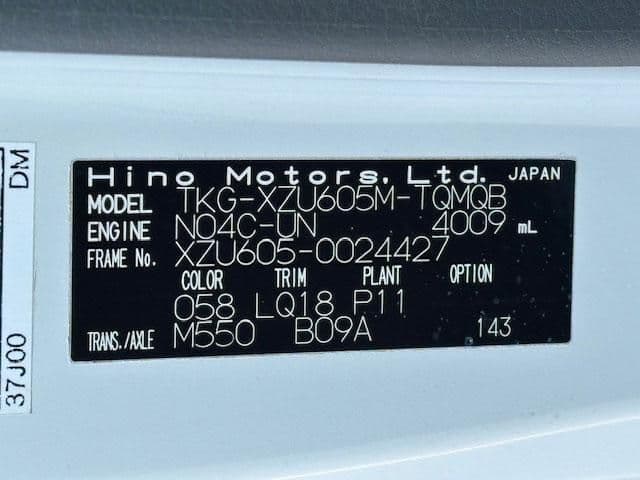 Hino Motors, Ltd. JAPAN
MODEL TKG-XZU605M-TQMQB
ENGINE N04C-UN 4009 mL
FRAME No. XZU605-0024427
COLOR TRIM PLANT OPTION
058 LQ18 P11
TRANS./AXLE M550 B09A 143
37J00 DM